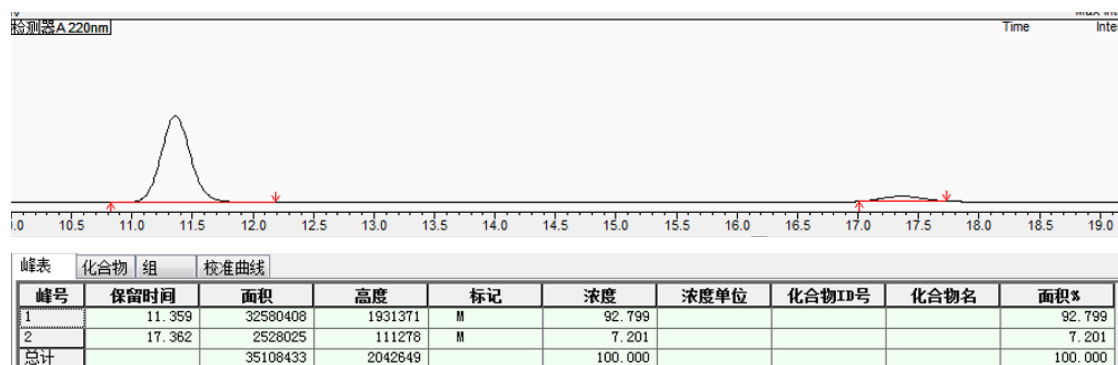 检测器A 220nm
Time Inte
.0 10.5 11.0 11.5 12.0 12.5 13.0 13.5 14.0 14.5 15.0 15.5 16.0 16.5 17.0 17.5 18.0 18.5 19.0
峰表 化合物 组 校准曲线
峰号 保留时间 面积 高度 标记 浓度 浓度单位 化合物ID号 化合物名 面积%
1 11.359 32580408 1931371 M 92.799 92.799
2 17.362 2528025 111278 M 7.201 7.201
总计 35108433 2042649 100.000 100.000